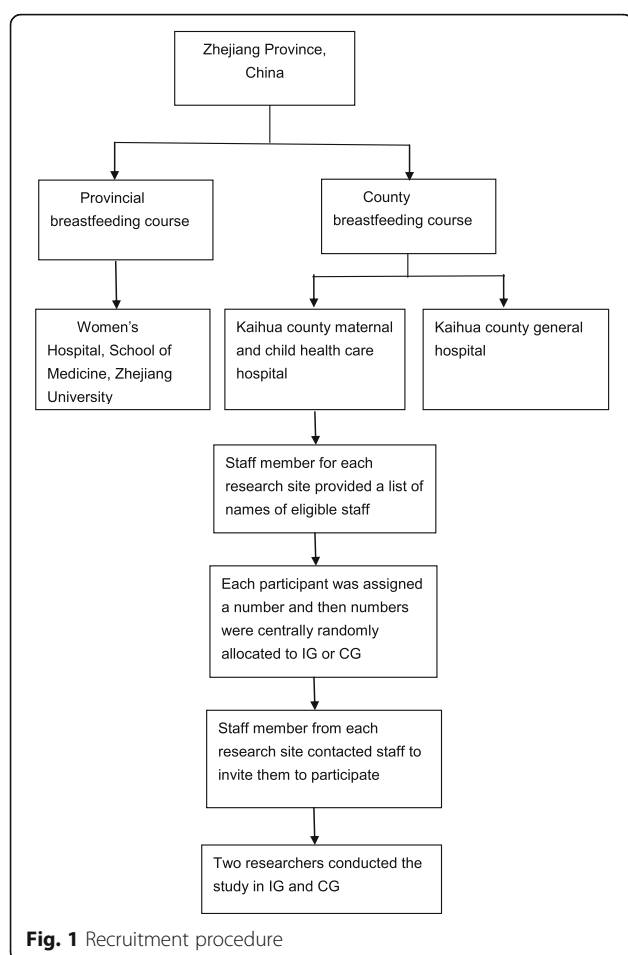 Zhejiang Province,
China
Provincial
breastfeeding course
County
breastfeeding course
Women's
Hospital, School of
Medicine, Zhejiang
University
Kaihua county maternal
and child health care
hospital
Kaihua county general
hospital
Staff member for each
research site provided a list of
names of eligible staff
Each participant was assigned
a number and then numbers
were centrally randomly
allocated to IG or CG
Staff member from each
research site contacted staff to
invite them to participate
Two researchers conducted the
study in IG and CG
Fig. 1 Recruitment procedure